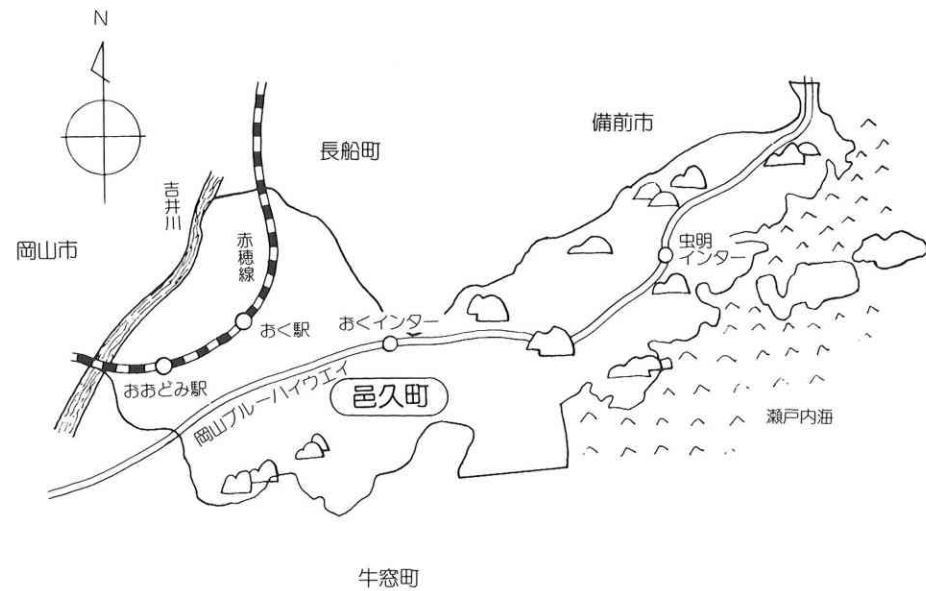 N
備前市
長船町
吉井川
岡山市
赤穂線
虫明
インター
おく駅
おくインター
おおどみ駅
邑久町
岡山ブルーハイウエイ
瀬戸内海
牛窓町